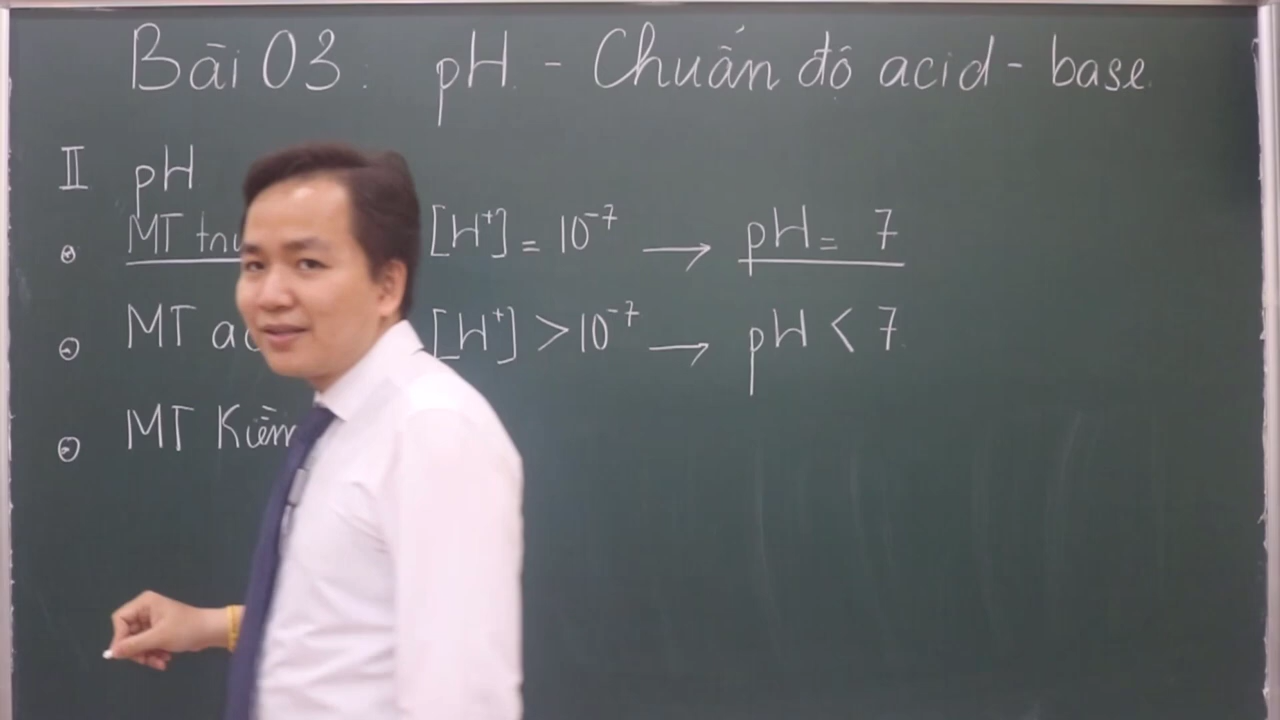 Bài 03: pH - Chuẩn độ acid - base
II pH
MT [H⁺] = 10⁻⁷ → pH = 7
MT [H⁺] > 10⁻⁷ → pH < 7
MT Kiềm